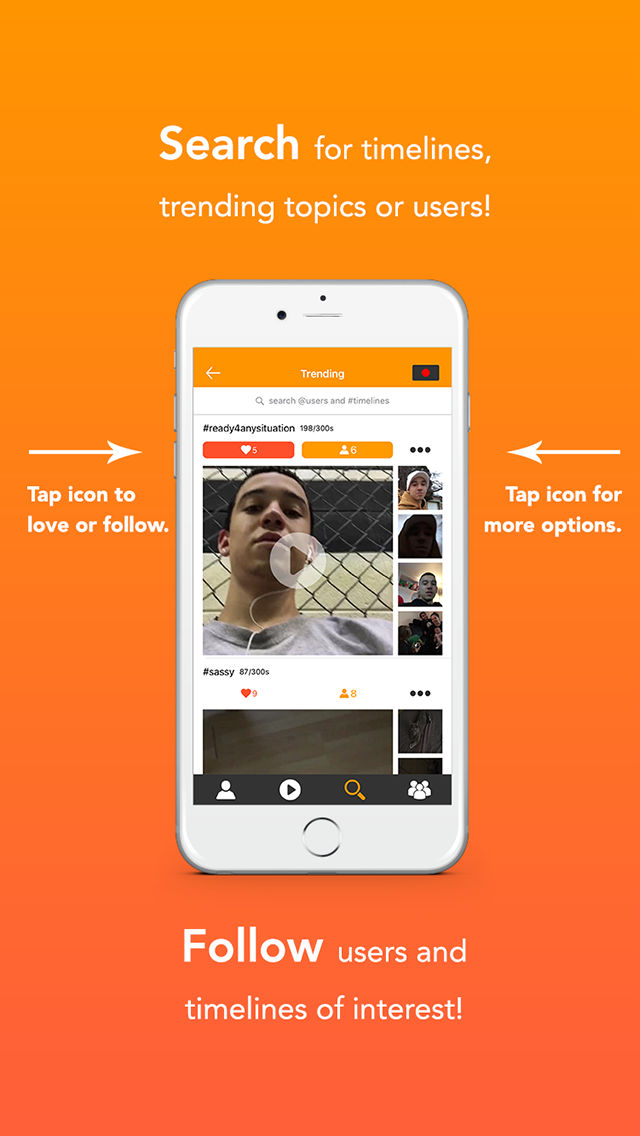 Search for timelines,
trending topics or users!
Trending
search @users and #timelines
#ready4anysituation 198/300s
5
6
Tap icon to
love or follow.
Tap icon for
more options.
#sassy 87/300s
9
8
Follow users and
timelines of interest!